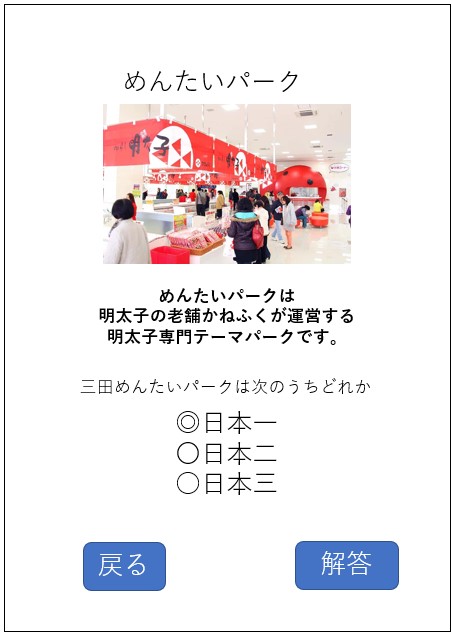 めんたいパーク
明太子
めんたいパークは
明太子の老舗かねふくが運営する
明太子専門テーマパークです。
三田めんたいパークは次のうちどれか
◎日本一
〇日本二
〇日本三
戻る
解答